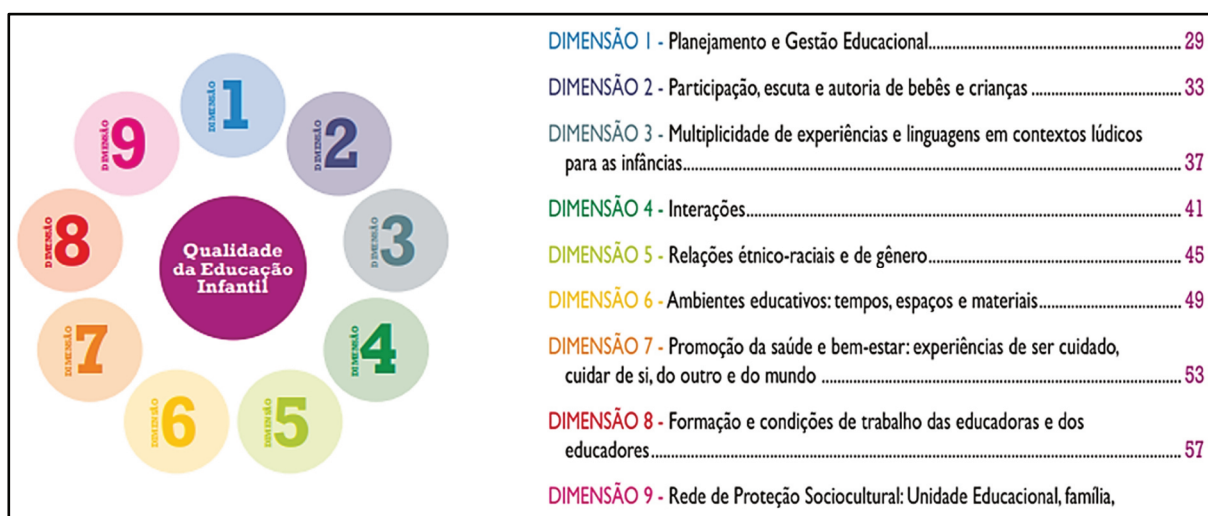 DIMENSÃO 1
DIMENSÃO 2
DIMENSÃO 3
DIMENSÃO 4
DIMENSÃO 5
DIMENSÃO 6
DIMENSÃO 7
DIMENSÃO 8
DIMENSÃO 9
Qualidade
da Educação
Infantil
DIMENSÃO 1 - Planejamento e Gestão Educacional.......... 29
DIMENSÃO 2 - Participação, escuta e autoria de bebês e crianças .......... 33
DIMENSÃO 3 - Multiplicidade de experiências e linguagens em contextos lúdicos
para as infâncias.......... 37
DIMENSÃO 4 - Interações.......... 41
DIMENSÃO 5 - Relações étnico-raciais e de gênero.......... 45
DIMENSÃO 6 - Ambientes educativos: tempos, espaços e materiais.......... 49
DIMENSÃO 7 - Promoção da saúde e bem-estar: experiências de ser cuidado,
cuidar de si, do outro e do mundo .......... 53
DIMENSÃO 8 - Formação e condições de trabalho das educadoras e dos
educadores.......... 57
DIMENSÃO 9 - Rede de Proteção Sociocultural: Unidade Educacional, família,